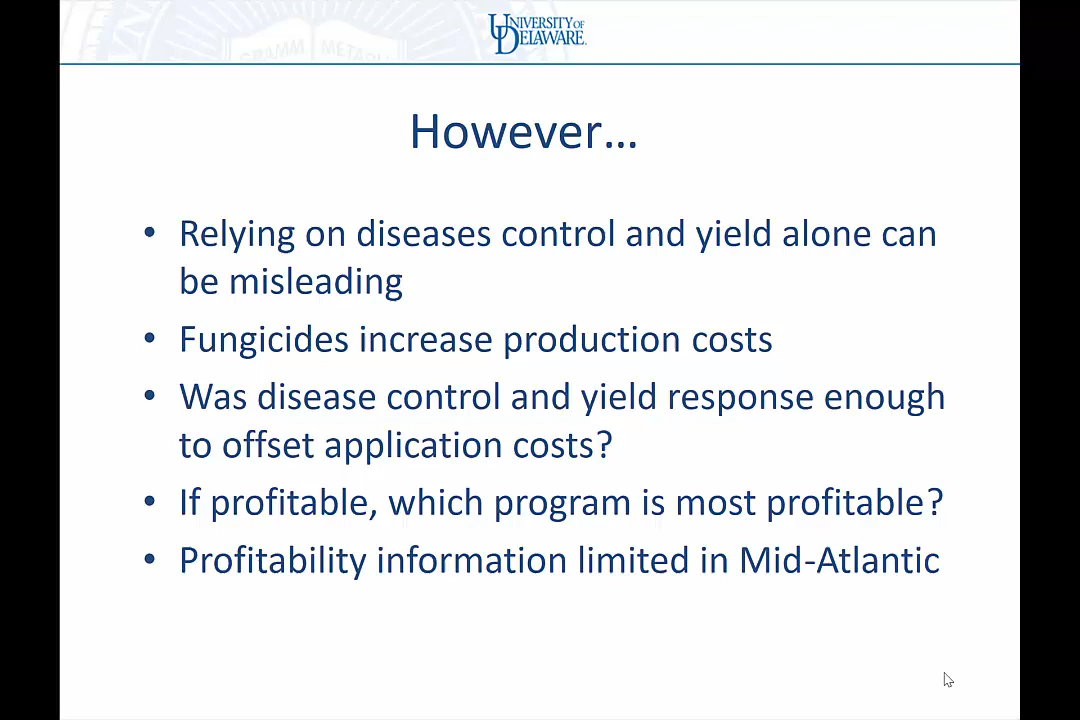 GRAMM METAPH
UNIVERSITY OF
DELAWARE.
However…
• Relying on diseases control and yield alone can
be misleading
• Fungicides increase production costs
• Was disease control and yield response enough
to offset application costs?
• If profitable, which program is most profitable?
• Profitability information limited in Mid-Atlantic